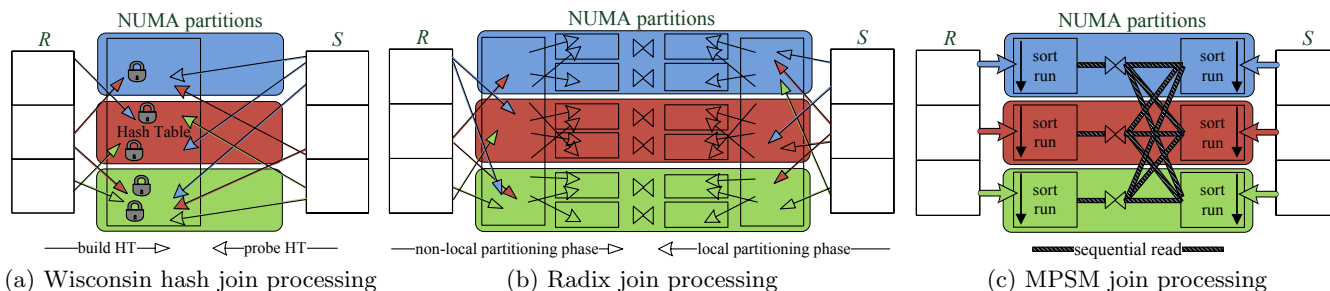 NUMA partitions
R
S
Hash Table
build HT
probe HT
(a) Wisconsin hash join processing
NUMA partitions
R
S
non-local partitioning phase
local partitioning phase
(b) Radix join processing
NUMA partitions
R
S
sort
run
sort
run
sort
run
sort
run
sort
run
sort
run
sequential read
(c) MPSM join processing